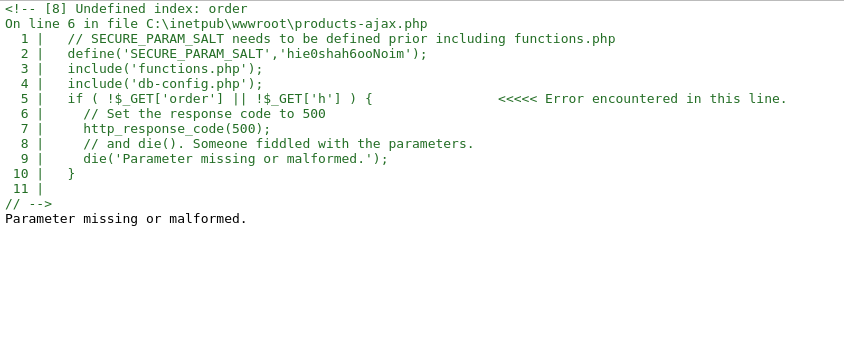 <!-- [8] Undefined index: order
On line 6 in file C:\inetpub\wwwroot\products-ajax.php
  1 |   // SECURE_PARAM_SALT needs to be defined prior including functions.php
  2 |   define('SECURE_PARAM_SALT','hie0shah6ooNoim');
  3 |   include('functions.php');
  4 |   include('db-config.php');
  5 |   if ( !$_GET['order'] || !$_GET['h'] ) {                <<<<< Error encountered in this line.
  6 |     // Set the response code to 500
  7 |     http_response_code(500);
  8 |     // and die(). Someone fiddled with the parameters.
  9 |     die('Parameter missing or malformed.');
 10 |   }
 11 |
// -->
Parameter missing or malformed.